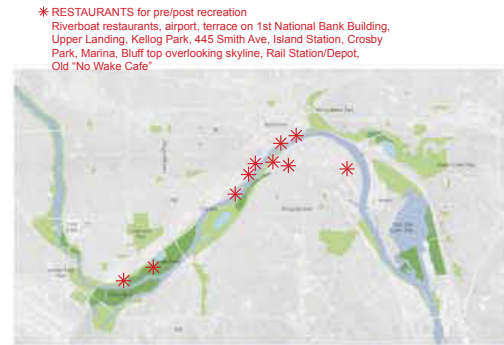 * RESTAURANTS for pre/post recreation
Riverboat restaurants, airport, terrace on 1st National Bank Building,
Upper Landing, Kellog Park, 445 Smith Ave, Island Station, Crosby
Park, Marina, Bluff top overlooking skyline, Rail Station/Depot,
Old "No Wake Cafe"